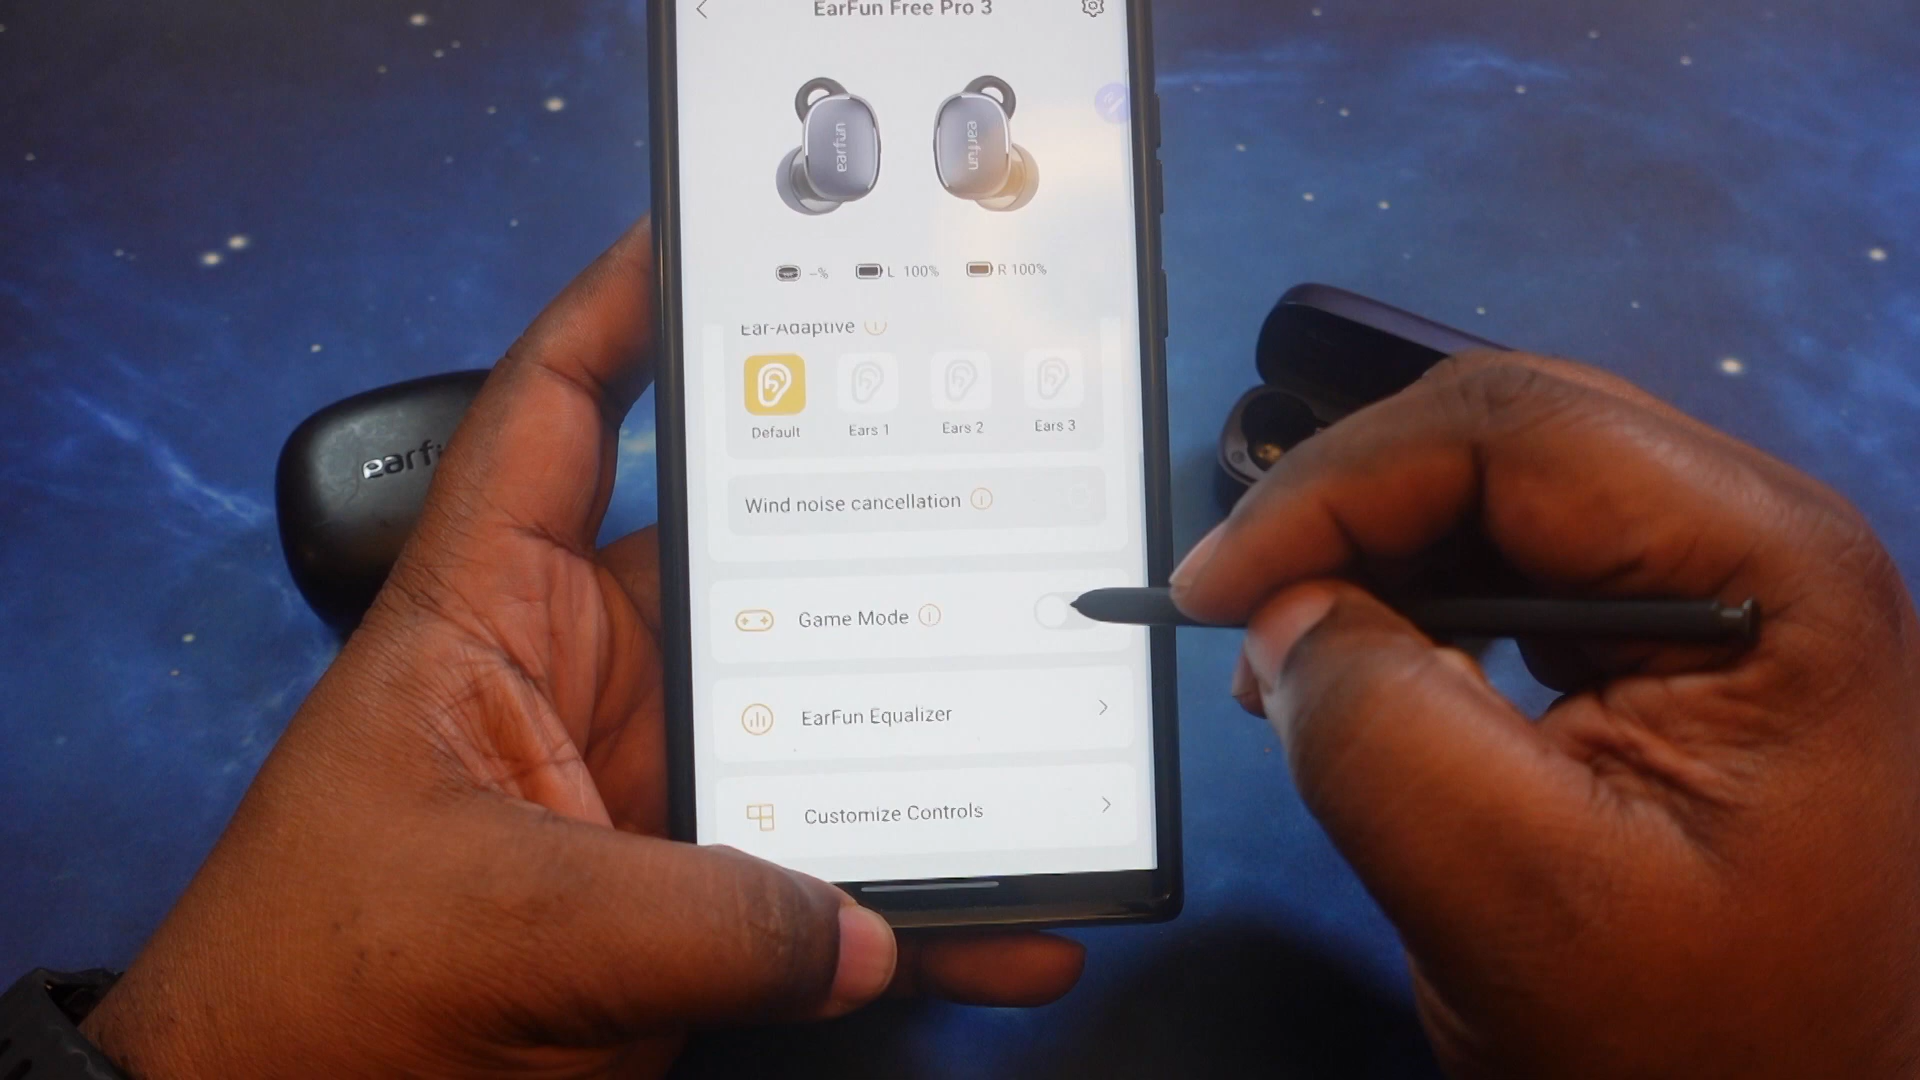 EarFun Free Pro 3
earfun
earfun
-% L 100% R 100%
Ear-Adaptive
Default Ears 1 Ears 2 Ears 3
Wind noise cancellation
Game Mode
EarFun Equalizer
Customize Controls